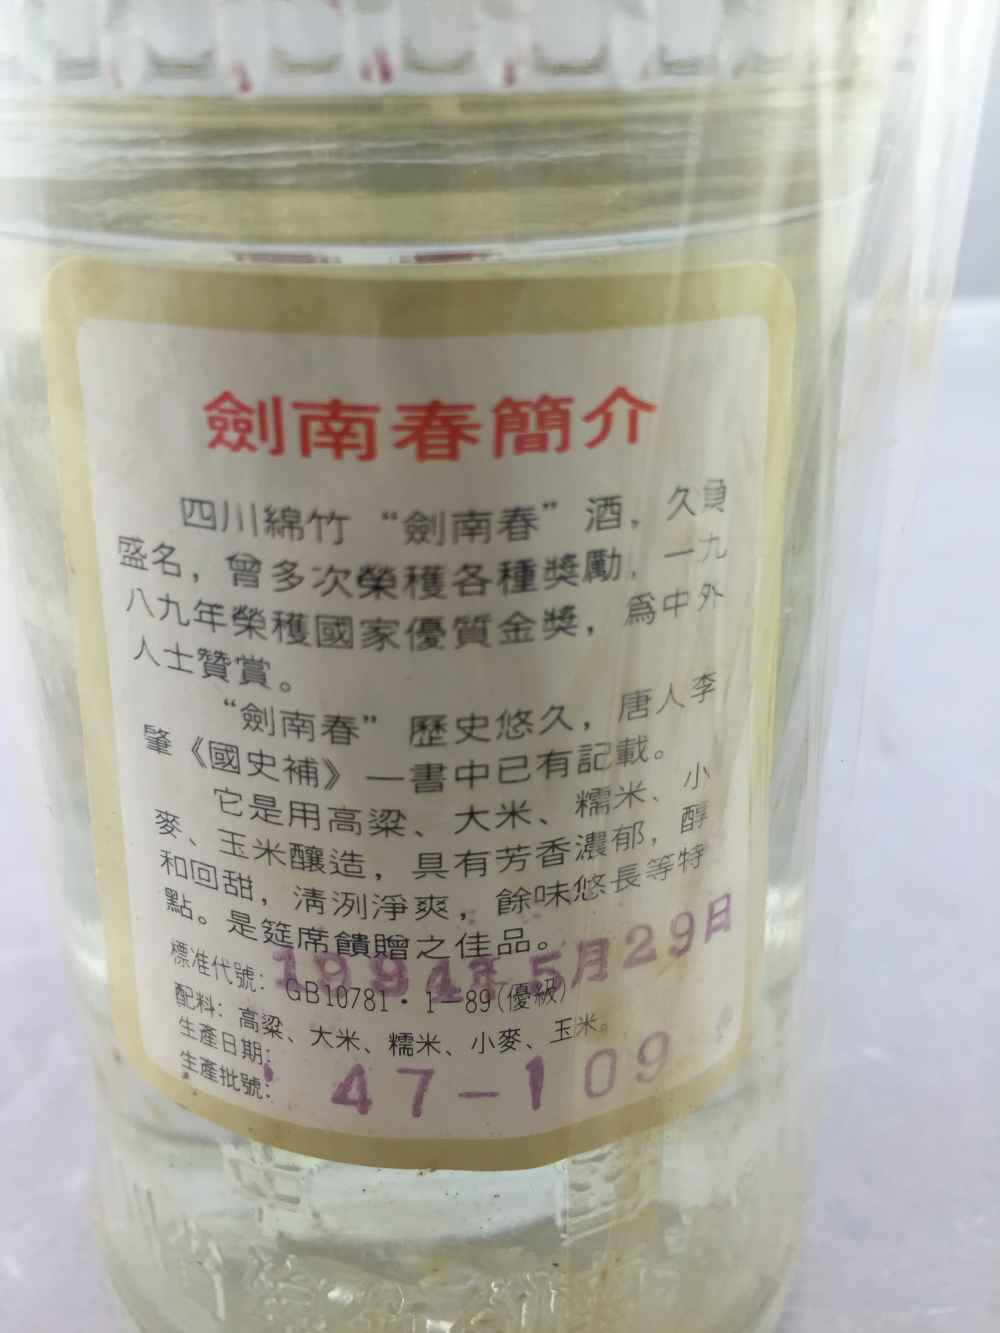 劍南春簡介
四川綿竹“劍南春”酒，久負
盛名，曾多次榮穫各種獎勵，一九
八九年榮穫國家優質金獎，為中外
人士贊賞。
“劍南春”歷史悠久，唐人李
肇《國史補》一書中已有記載。
它是用高粱、大米、糯米、小
麥、玉米釀造，具有芳香濃郁，醇
和回甜，清洌淨爽，餘味悠長等特
點。是筵席饋贈之佳品。
1994年5月29日
標准代號：GB10781·1—89(優級)
配料：高粱、大米、糯米、小麥、玉米。
生產日期：
生產批號：
47-109